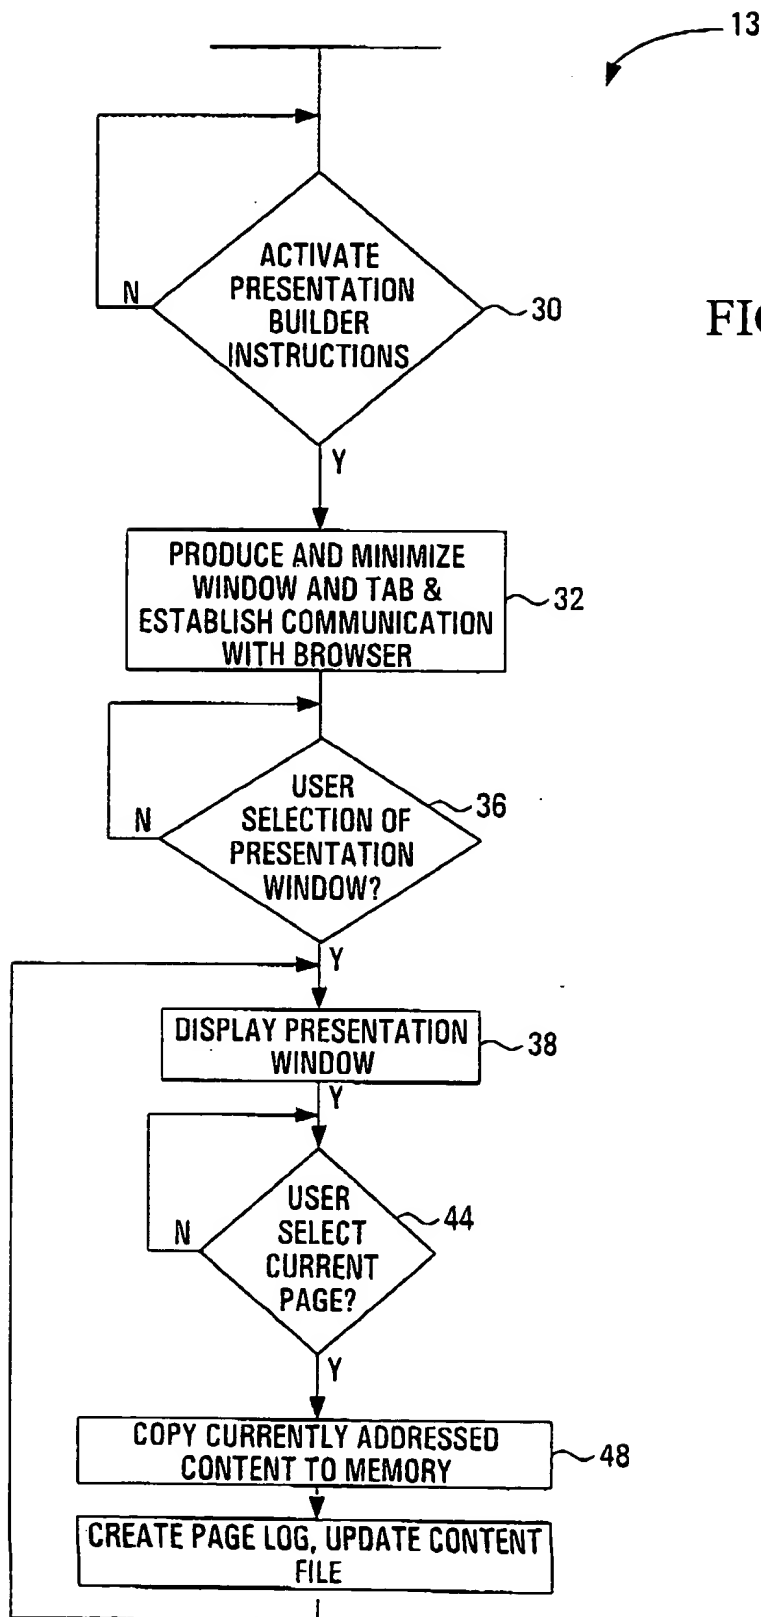 13
ACTIVATE
PRESENTATION
BUILDER
INSTRUCTIONS
N
30
FIG
Y
PRODUCE AND MINIMIZE
WINDOW AND TAB &
ESTABLISH COMMUNICATION
WITH BROWSER
32
USER
SELECTION OF
PRESENTATION
WINDOW?
36
N
Y
DISPLAY PRESENTATION
WINDOW
38
Y
USER
SELECT
CURRENT
PAGE?
44
N
Y
COPY CURRENTLY ADDRESSED
CONTENT TO MEMORY
48
CREATE PAGE LOG, UPDATE CONTENT
FILE